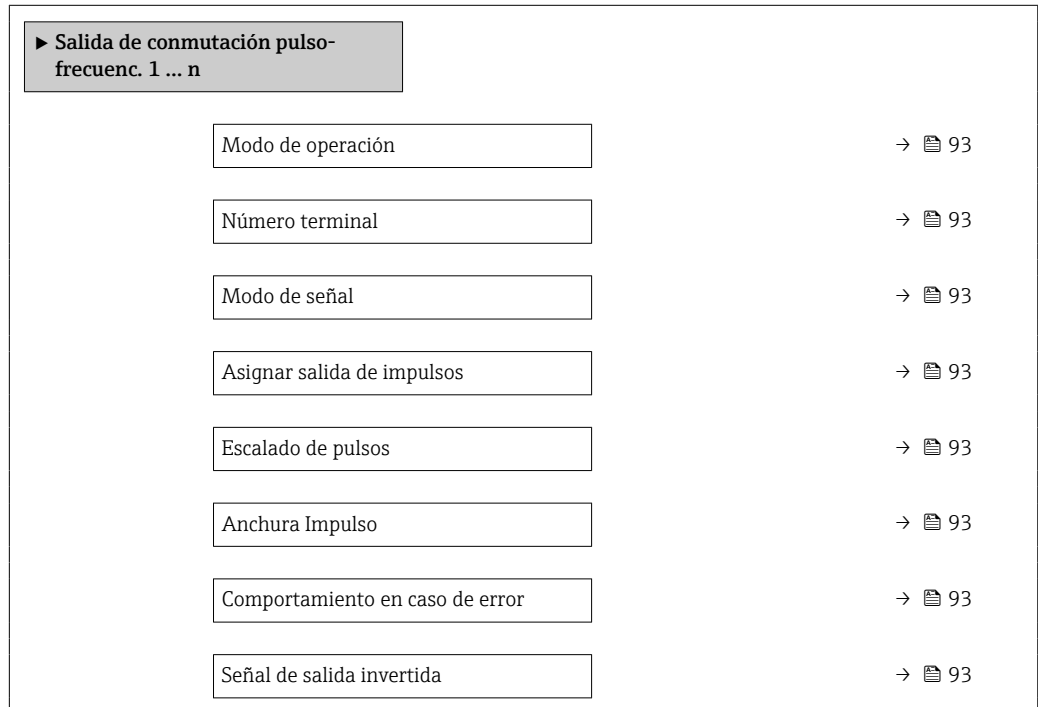 ▶ Salida de conmutación pulso-
frecuenc. 1 ... n
Modo de operación → 93
Número terminal → 93
Modo de señal → 93
Asignar salida de impulsos → 93
Escalado de pulsos → 93
Anchura Impulso → 93
Comportamiento en caso de error → 93
Señal de salida invertida → 93